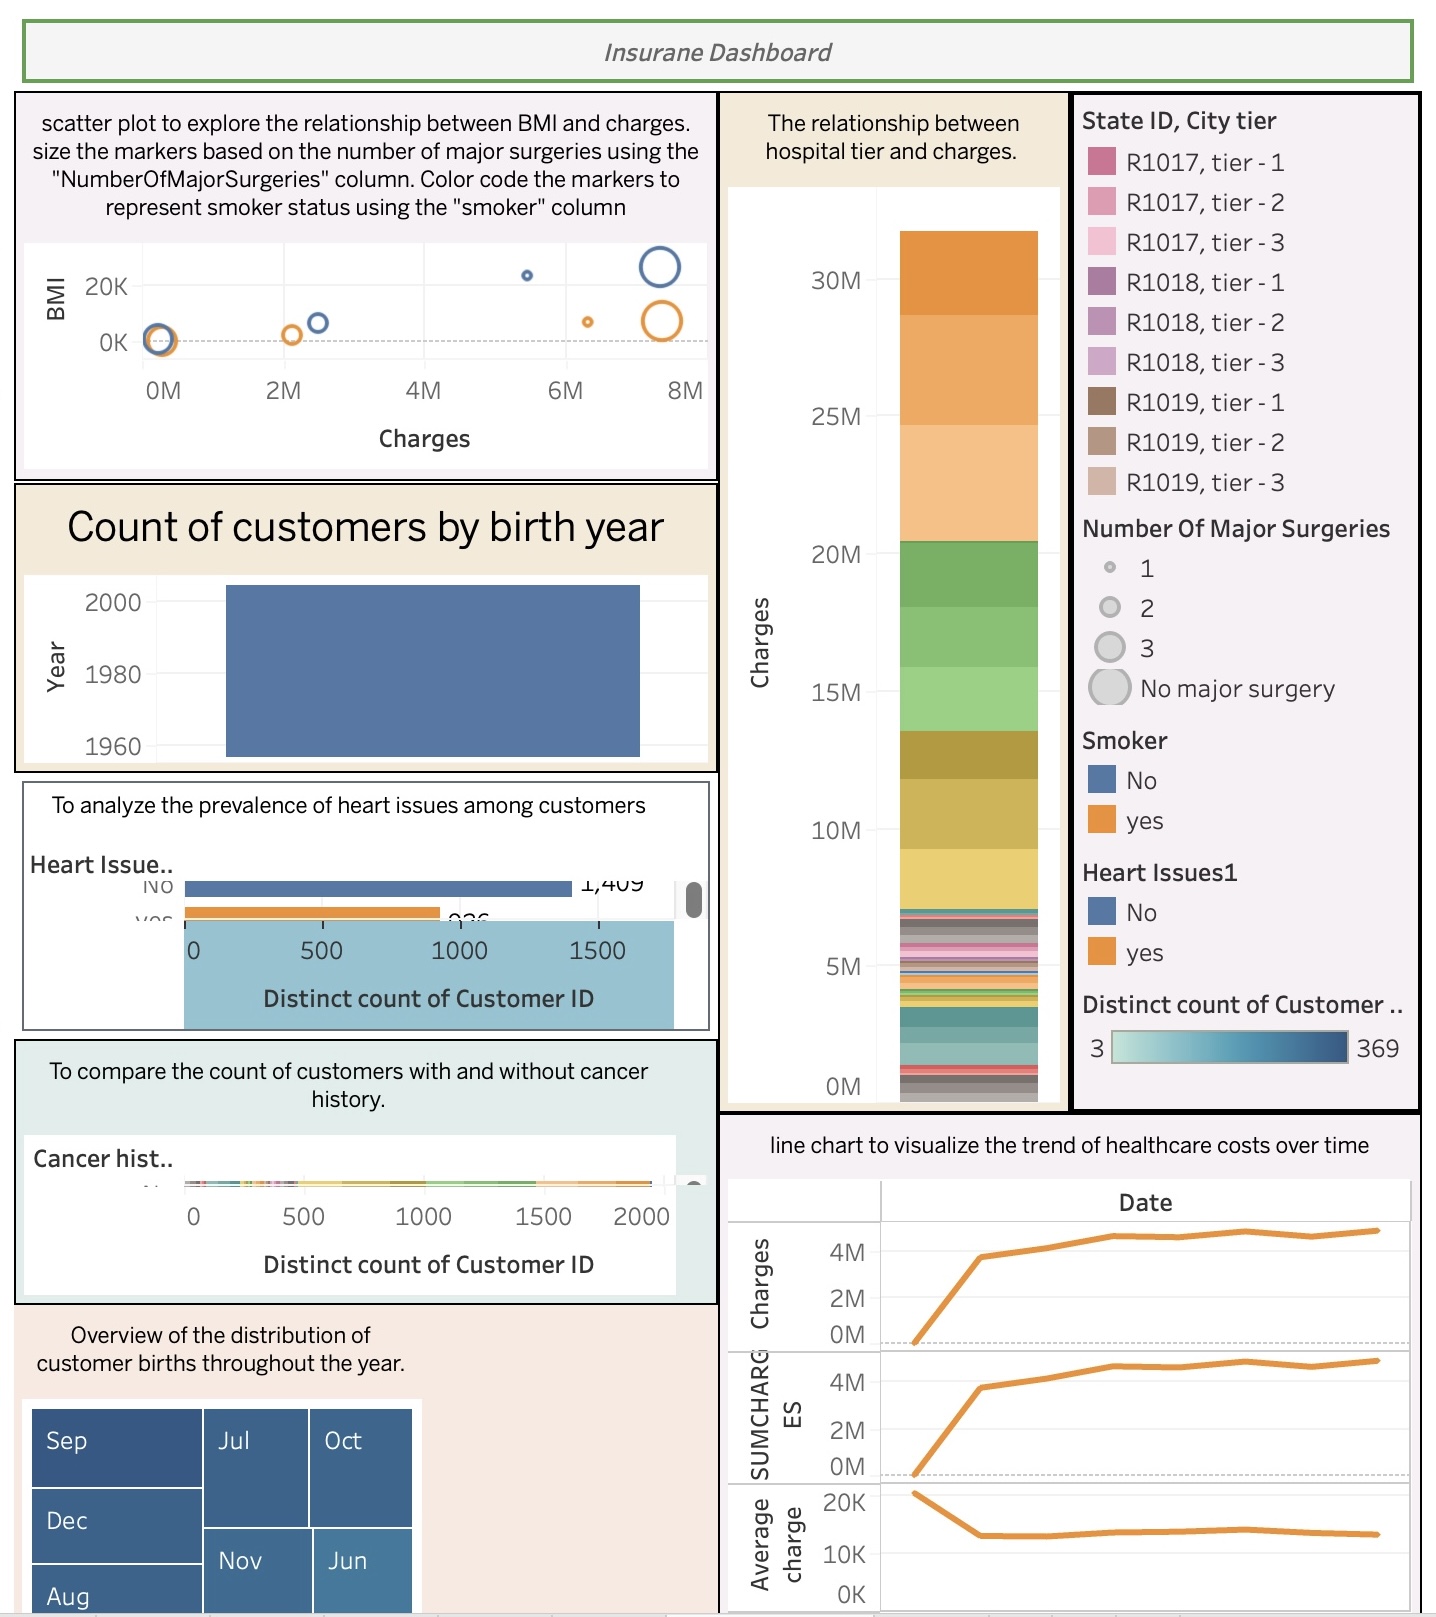 Insurane Dashboard
scatter plot to explore the relationship between BMI and charges.
size the markers based on the number of major surgeries using the
"NumberOfMajorSurgeries" column. Color code the markers to
represent smoker status using the "smoker" column
BMI
20K
0K
0M 2M 4M 6M 8M
Charges
Count of customers by birth year
Year
2000
1980
1960
To analyze the prevalence of heart issues among customers
Heart Issue..
No 1,409
yes
0 500 1000 1500
Distinct count of Customer ID
To compare the count of customers with and without cancer
history.
Cancer hist..
0 500 1000 1500 2000
Distinct count of Customer ID
Overview of the distribution of
customer births throughout the year.
Sep
Jul
Oct
Dec
Nov
Jun
Aug
The relationship between
hospital tier and charges.
Charges
30M
25M
20M
15M
10M
5M
0M
State ID, City tier
R1017, tier - 1
R1017, tier - 2
R1017, tier - 3
R1018, tier - 1
R1018, tier - 2
R1018, tier - 3
R1019, tier - 1
R1019, tier - 2
R1019, tier - 3
Number Of Major Surgeries
1
2
3
No major surgery
Smoker
No
yes
Heart Issues1
No
yes
Distinct count of Customer ..
3 369
line chart to visualize the trend of healthcare costs over time
Date
Charges
4M
2M
0M
SUMCHARG
ES
4M
2M
0M
Average
charge
20K
10K
0K